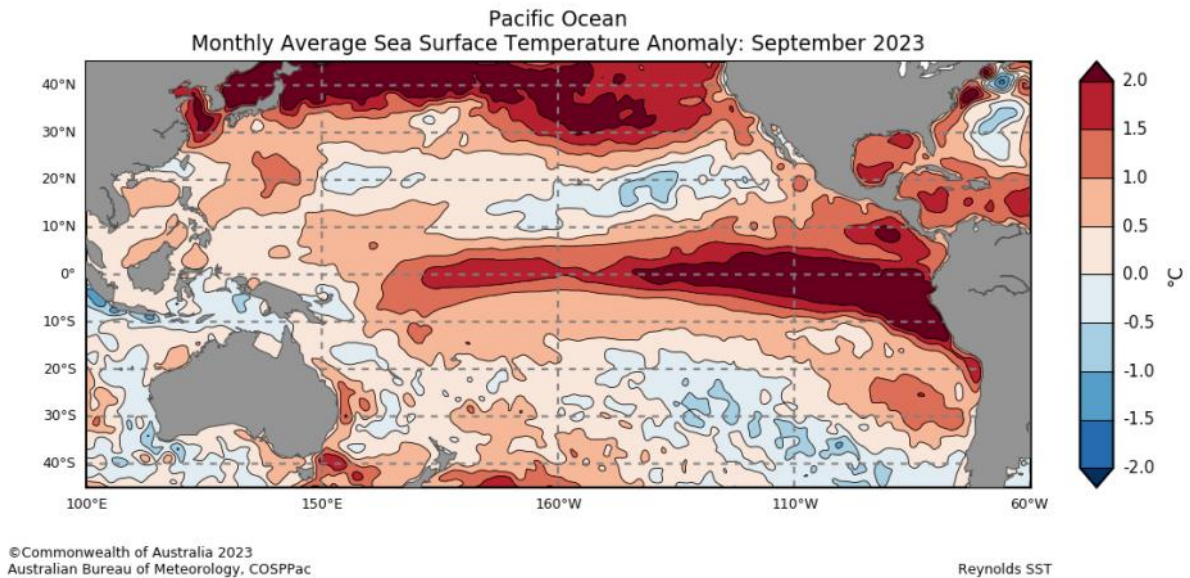 Pacific Ocean
Monthly Average Sea Surface Temperature Anomaly: September 2023
40°N
30°N
20°N
10°N
0°
10°S
20°S
30°S
40°S
100°E
150°E
160°W
110°W
60°W
2.0
1.5
1.0
0.5
0.0
-0.5
-1.0
-1.5
-2.0
°C
©Commonwealth of Australia 2023
Australian Bureau of Meteorology, COSPPac
Reynolds SST